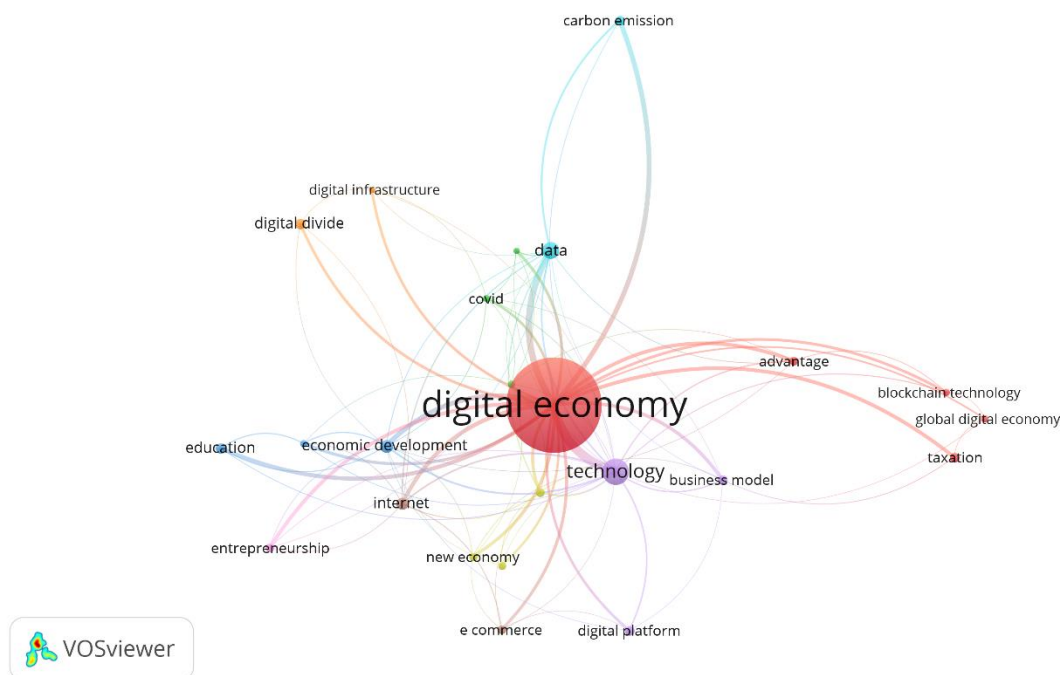 carbon emission
digital infrastructure
digital divide
data
covid
advantage
blockchain technology
digital economy
global digital economy
education
economic development
taxation
technology
business model
internet
entrepreneurship
new economy
e commerce
digital platform
VOSviewer